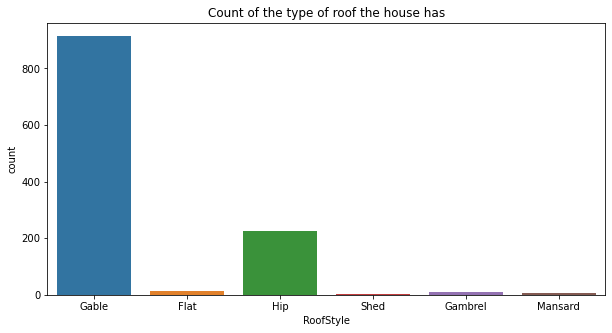 Count of the type of roof the house has
count
800
600
400
200
0
Gable Flat Hip Shed Gambrel Mansard
RoofStyle